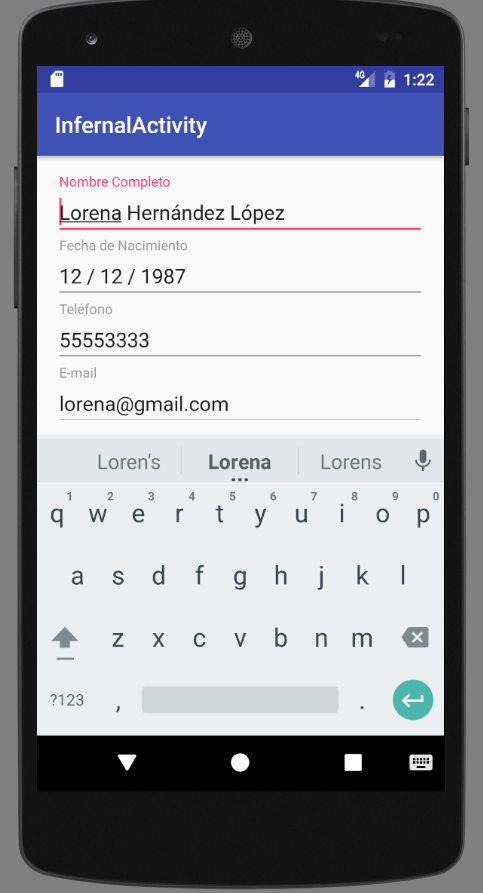 4G 1:22
InfernalActivity
Nombre Completo
Lorena Hernández López
Fecha de Nacimiento
12 / 12 / 1987
Teléfono
55553333
E-mail
lorena@gmail.com
Loren's Lorena Lorens
1 2 3 4 5 6 7 8 9 0
q w e r t y u i o p
a s d f g h j k l
z x c v b n m
?123 , .